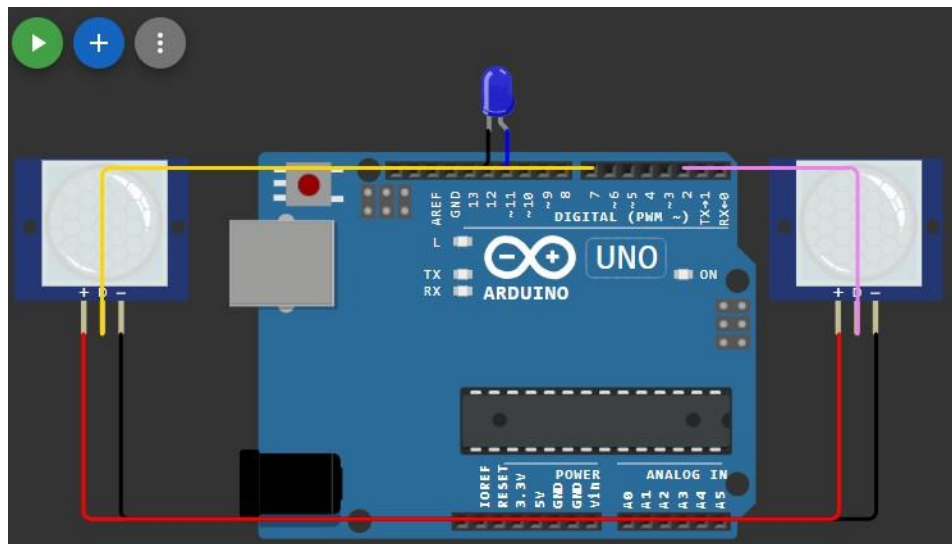 AREF
GND
13
12
~11
~10
~9
8
7
~6
~5
4
~3
2
TX→1
RX←0
DIGITAL (PWM ~)
L
TX
RX
ARDUINO
UNO
ON
+ D −
+ D −
IOREF
RESET
3.3V
5V
GND
GND
Vin
POWER
ANALOG IN
A0
A1
A2
A3
A4
A5